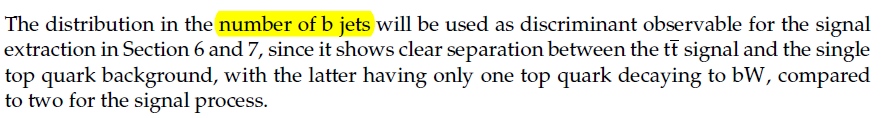 The distribution in the number of b jets will be used as discriminant observable for the signal
extraction in Section 6 and 7, since it shows clear separation between the tt̄ signal and the single
top quark background, with the latter having only one top quark decaying to bW, compared
to two for the signal process.